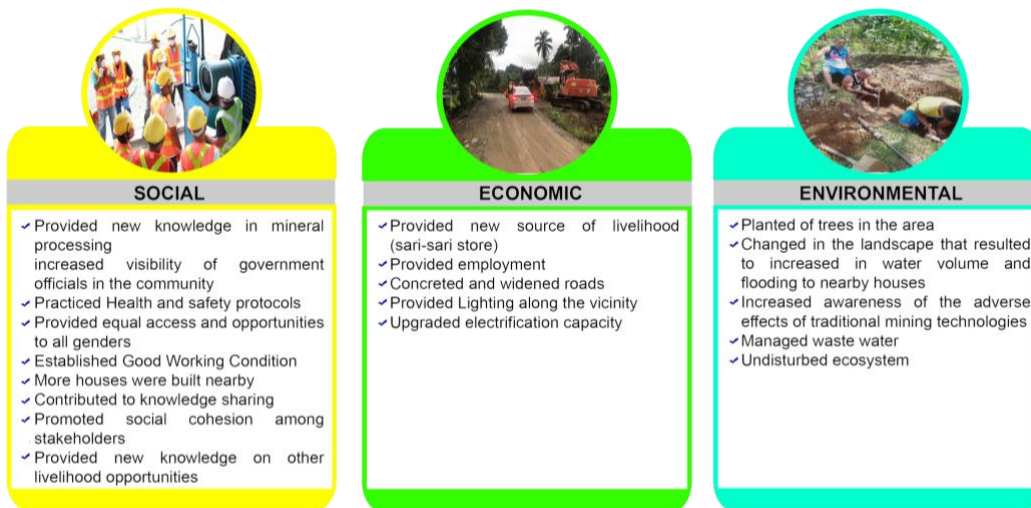 SOCIAL
✓ Provided new knowledge in mineral
processing
increased visibility of government
officials in the community
✓ Practiced Health and safety protocols
✓ Provided equal access and opportunities
to all genders
✓ Established Good Working Condition
✓ More houses were built nearby
✓ Contributed to knowledge sharing
✓ Promoted social cohesion among
stakeholders
✓ Provided new knowledge on other
livelihood opportunities
ECONOMIC
✓ Provided new source of livelihood
(sari-sari store)
✓ Provided employment
✓ Concreted and widened roads
✓ Provided Lighting along the vicinity
✓ Upgraded electrification capacity
ENVIRONMENTAL
✓ Planted of trees in the area
✓ Changed in the landscape that resulted
to increased in water volume and
flooding to nearby houses
✓ Increased awareness of the adverse
effects of traditional mining technologies
✓ Managed waste water
✓ Undisturbed ecosystem